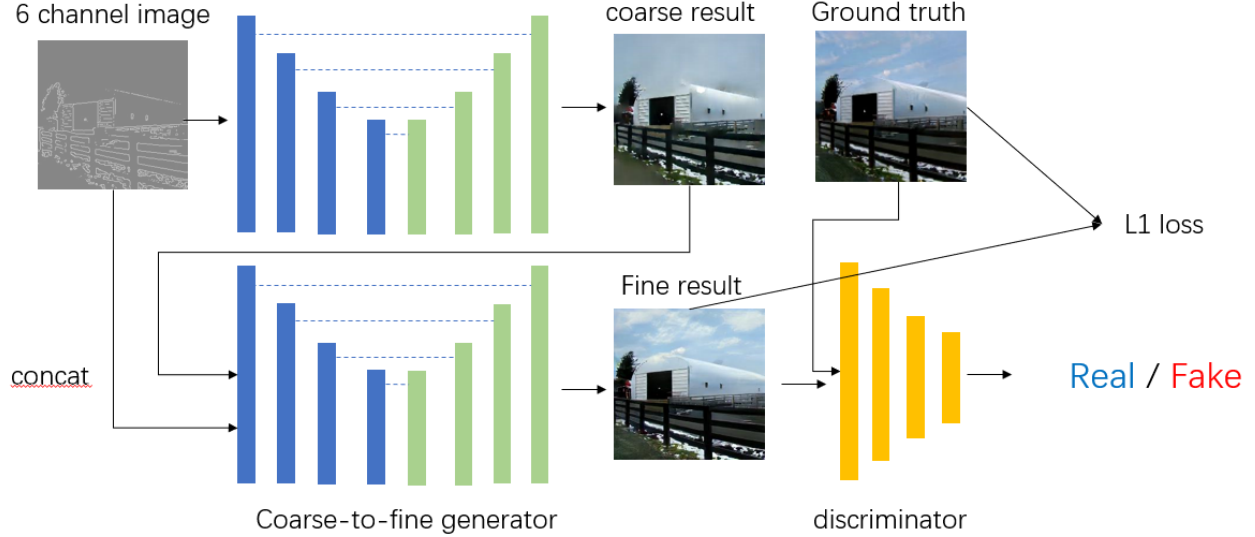 6 channel image
coarse result
Ground truth
L1 loss
Fine result
concat
Real / Fake
Coarse-to-fine generator
discriminator